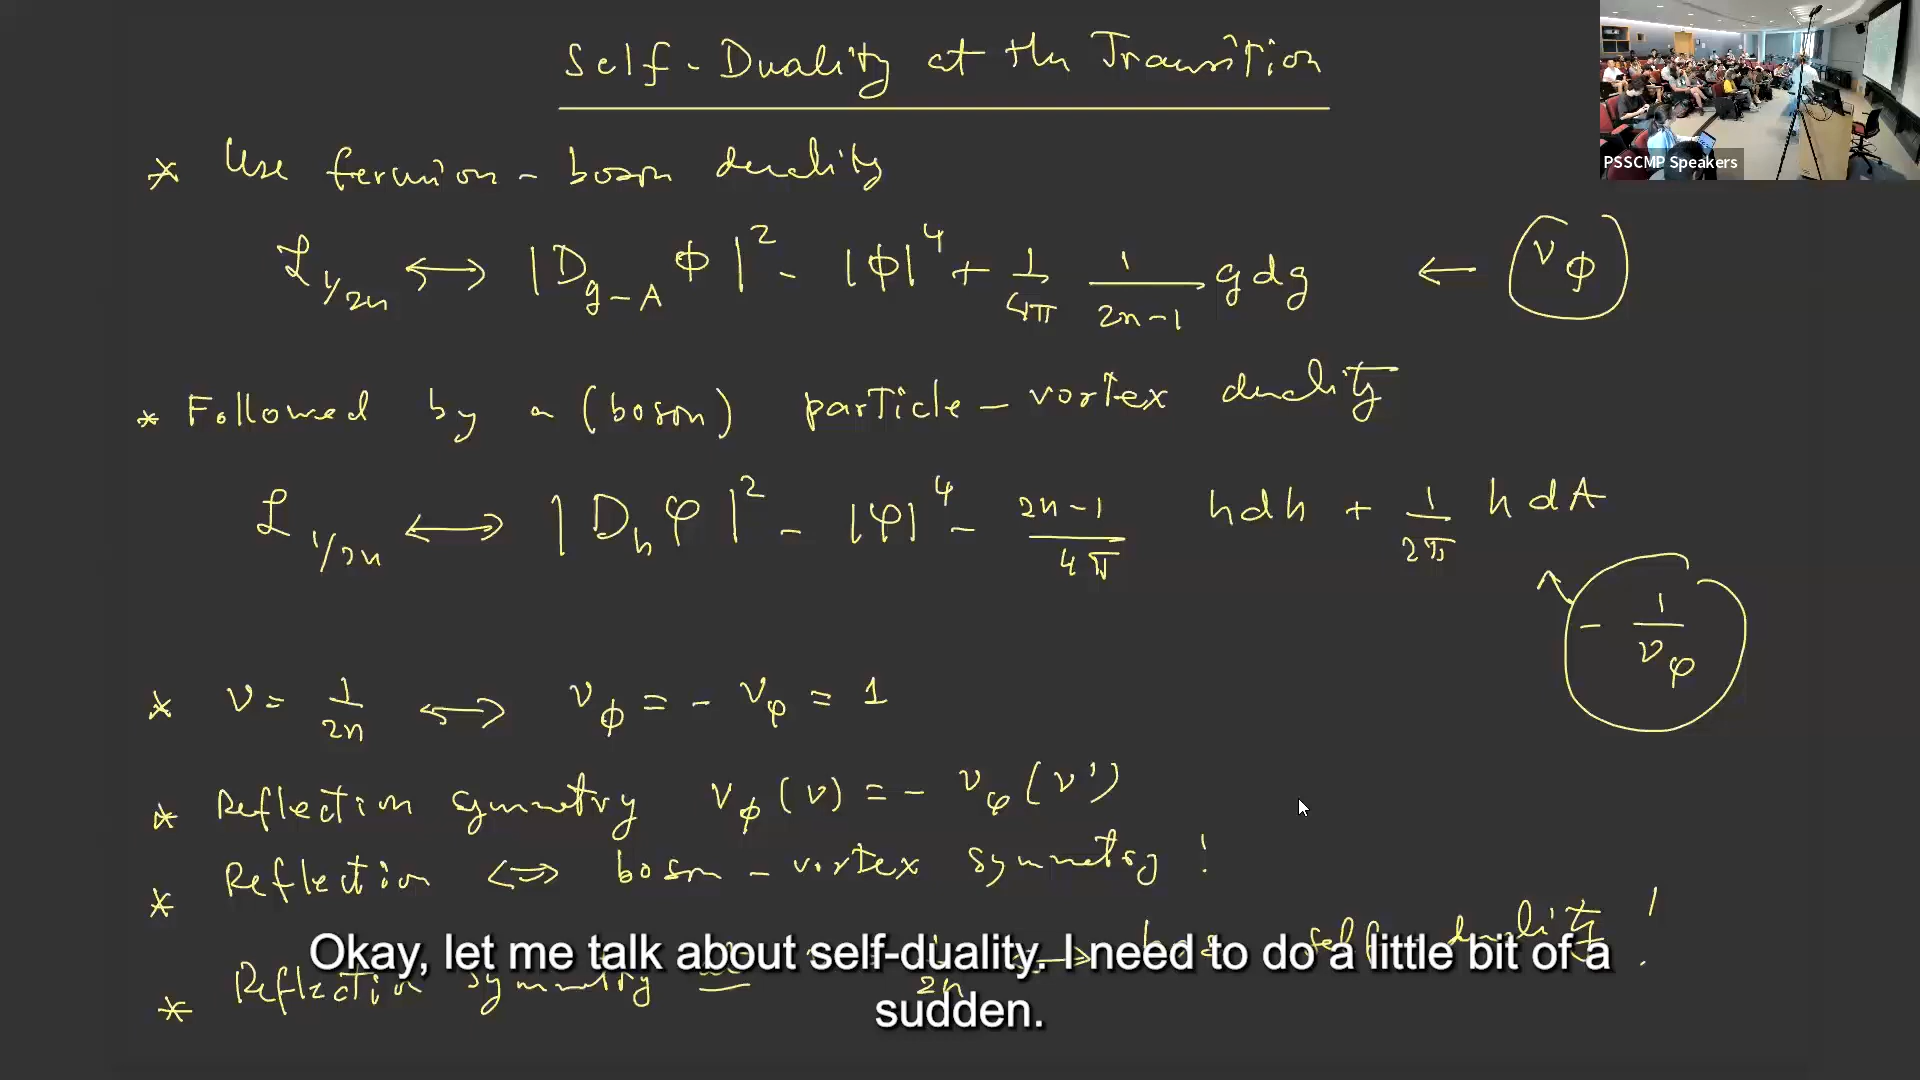 Self-Duality at the Transition
PSSCMP Speakers
* Use fermion - boson duality
ℒ_{1/2n} ↔ |D_{g-A} ϕ|^2 - |ϕ|^4 + 1/4π 1/(2n-1) g d g ← ν_ϕ
* Followed by a (boson) particle - vortex duality
ℒ_{1/2n} ↔ |D_h φ|^2 - |φ|^4 - (2n-1)/4π h d h + 1/2π h d A
- 1/ν_φ
* ν = 1/2n ↔ ν_ϕ = - ν_φ = 1
* Reflection symmetry ν_ϕ(ν) = - ν_φ(ν')
* Reflection ⇔ boson - vortex symmetry !
* Reflection symmetry 2n → self duality !
Okay, let me talk about self-duality. I need to do a little bit of a
sudden.